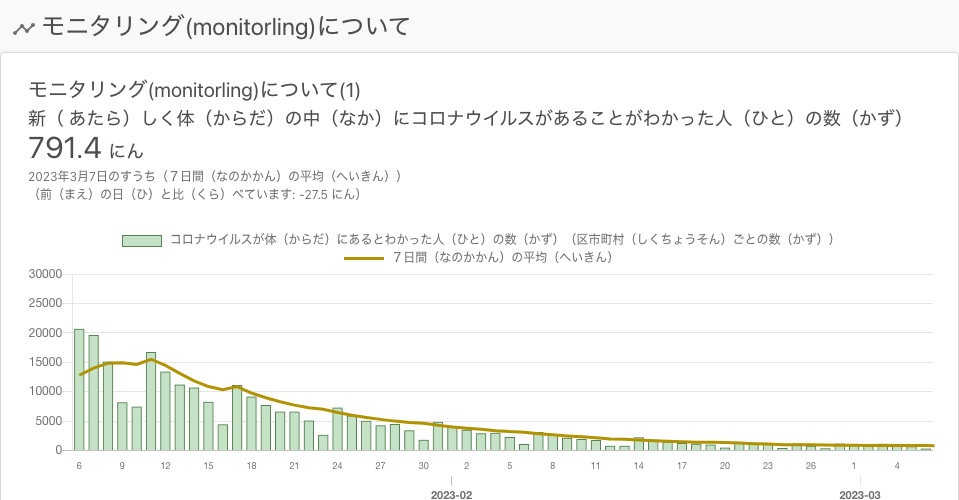 モニタリング(monitorling)について
モニタリング(monitorling)について(1)
新（ あたら）しく体（からだ）の中（なか）にコロナウイルスがあることがわかった人（ひと）の数（かず）
791.4 にん
2023年3月7日のすうち（７日間（なのかかん）の平均（へいきん））
（前（まえ）の日（ひ）と比（くら）べています: -27.5 にん）
コロナウイルスが体（からだ）にあるとわかった人（ひと）の数（かず）（区市町村（しくちょうそん）ごとの数（かず））
７日間（なのかかん）の平均（へいきん）
30000
25000
20000
15000
10000
5000
0
6 9 12 15 18 21 24 27 30 2 5 8 11 14 17 20 23 26 1 4
2023-02 2023-03